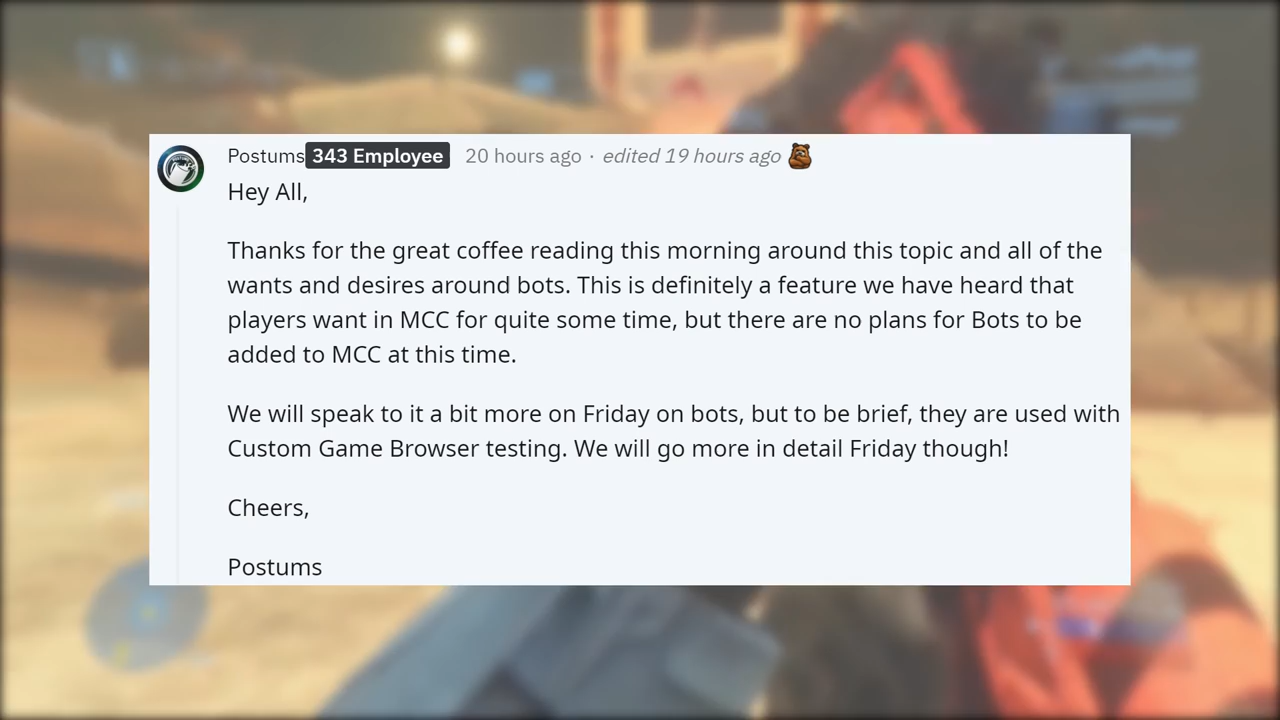 Postums 343 Employee 20 hours ago · edited 19 hours ago
Hey All,
Thanks for the great coffee reading this morning around this topic and all of the
wants and desires around bots. This is definitely a feature we have heard that
players want in MCC for quite some time, but there are no plans for Bots to be
added to MCC at this time.
We will speak to it a bit more on Friday on bots, but to be brief, they are used with
Custom Game Browser testing. We will go more in detail Friday though!
Cheers,
Postums